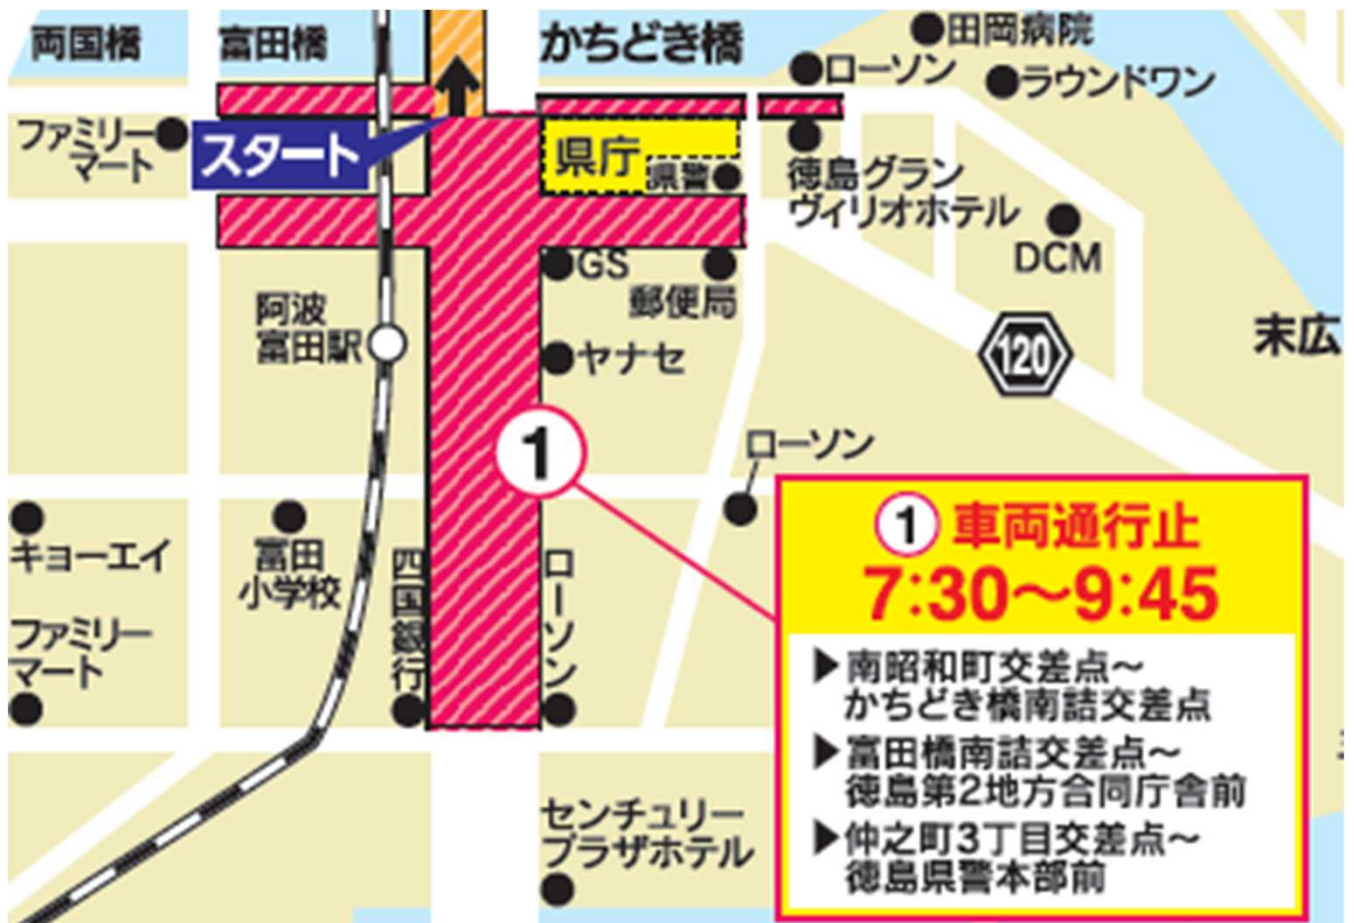 両国橋
富田橋
かちどき橋
田岡病院
ローソン
ラウンドワン
ファミリー
マート
スタート
県庁
県警
徳島グラン
ヴィリオホテル
DCM
GS
郵便局
阿波
富田駅
ヤナセ
120
末広
1
ローソン
キョーエイ
富田
小学校
四国銀行
ローソン
ファミリー
マート
センチュリー
プラザホテル
1 車両通行止
7:30～9:45
▶南昭和町交差点～
かちどき橋南詰交差点
▶富田橋南詰交差点～
徳島第2地方合同庁舎前
▶仲之町3丁目交差点～
徳島県警本部前